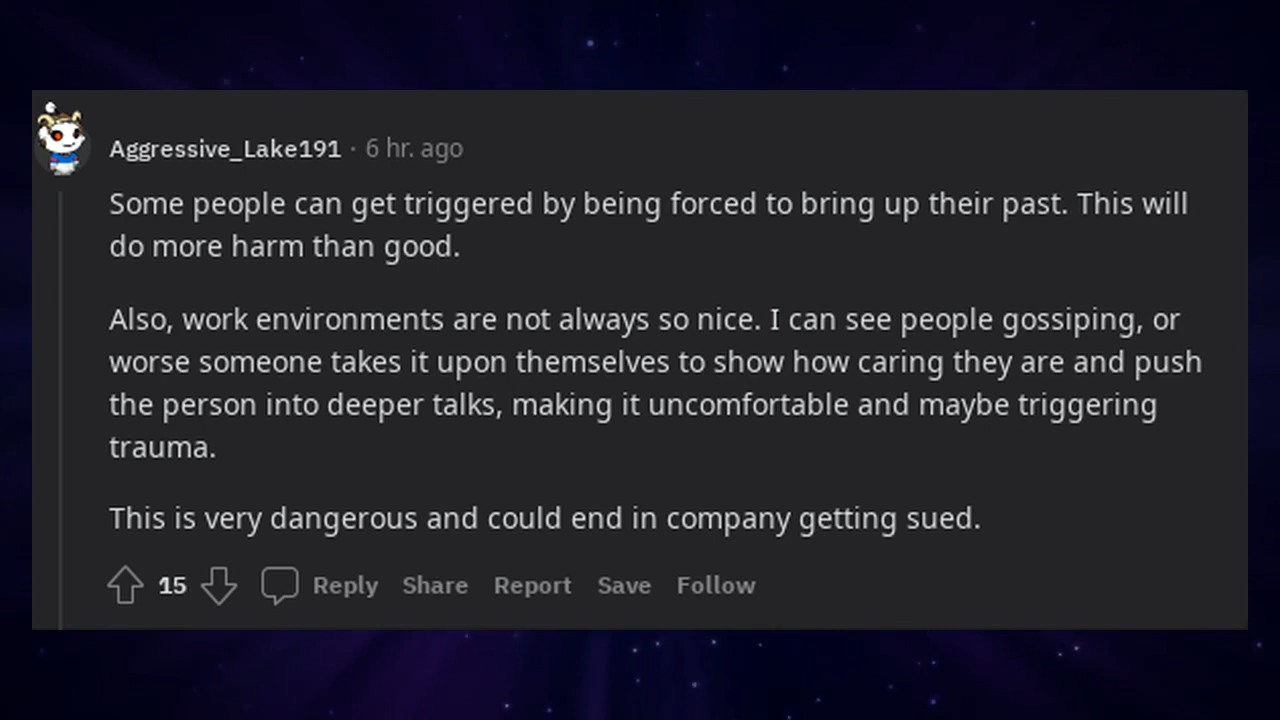 Aggressive_Lake191 · 6 hr. ago
Some people can get triggered by being forced to bring up their past. This will
do more harm than good.
Also, work environments are not always so nice. I can see people gossiping, or
worse someone takes it upon themselves to show how caring they are and push
the person into deeper talks, making it uncomfortable and maybe triggering
trauma.
This is very dangerous and could end in company getting sued.
15 Reply Share Report Save Follow